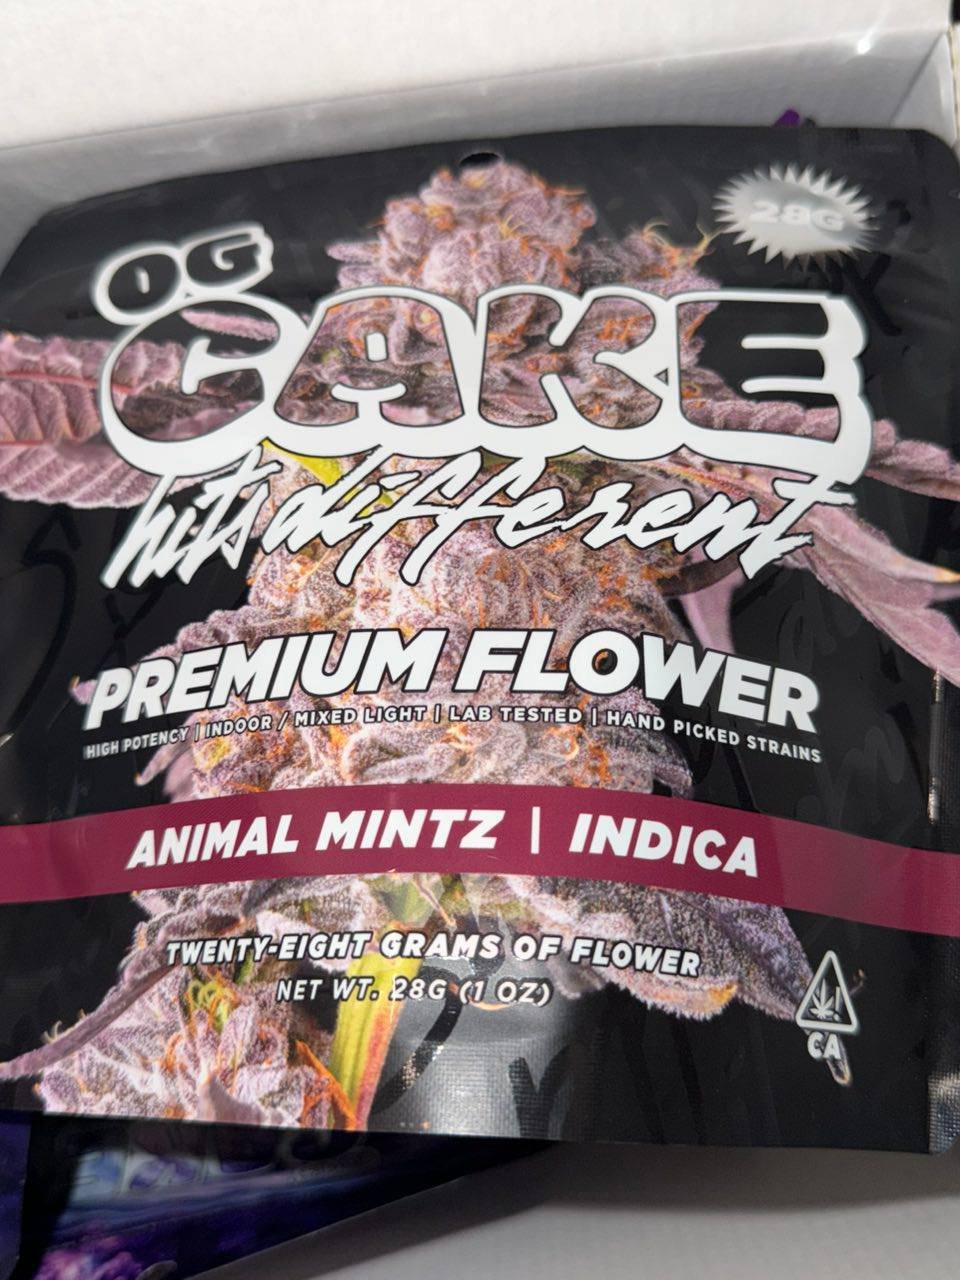 28G
OG
CAKE
hits different
PREMIUM FLOWER
HIGH POTENCY | INDOOR / MIXED LIGHT | LAB TESTED | HAND PICKED STRAINS
ANIMAL MINTZ | INDICA
TWENTY-EIGHT GRAMS OF FLOWER
NET WT. 28G (1 OZ)
CA